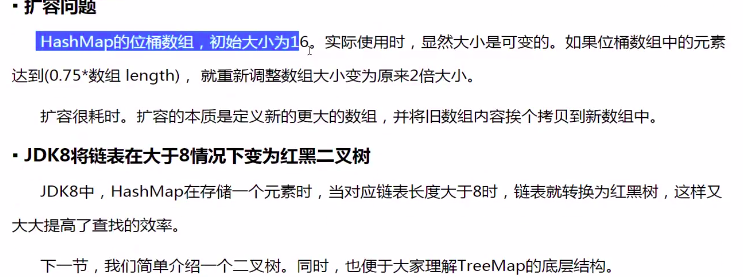 ▪ 扩容问题
HashMap的位桶数组，初始大小为16。实际使用时，显然大小是可变的。如果位桶数组中的元素
达到(0.75*数组 length)， 就重新调整数组大小变为原来2倍大小。
扩容很耗时。扩容的本质是定义新的更大的数组，并将旧数组内容挨个拷贝到新数组中。
▪ JDK8将链表在大于8情况下变为红黑二叉树
JDK8中，HashMap在存储一个元素时，当对应链表长度大于8时，链表就转换为红黑树，这样又
大大提高了查找的效率。
下一节，我们简单介绍一个二叉树。同时，也便于大家理解TreeMap的底层结构。